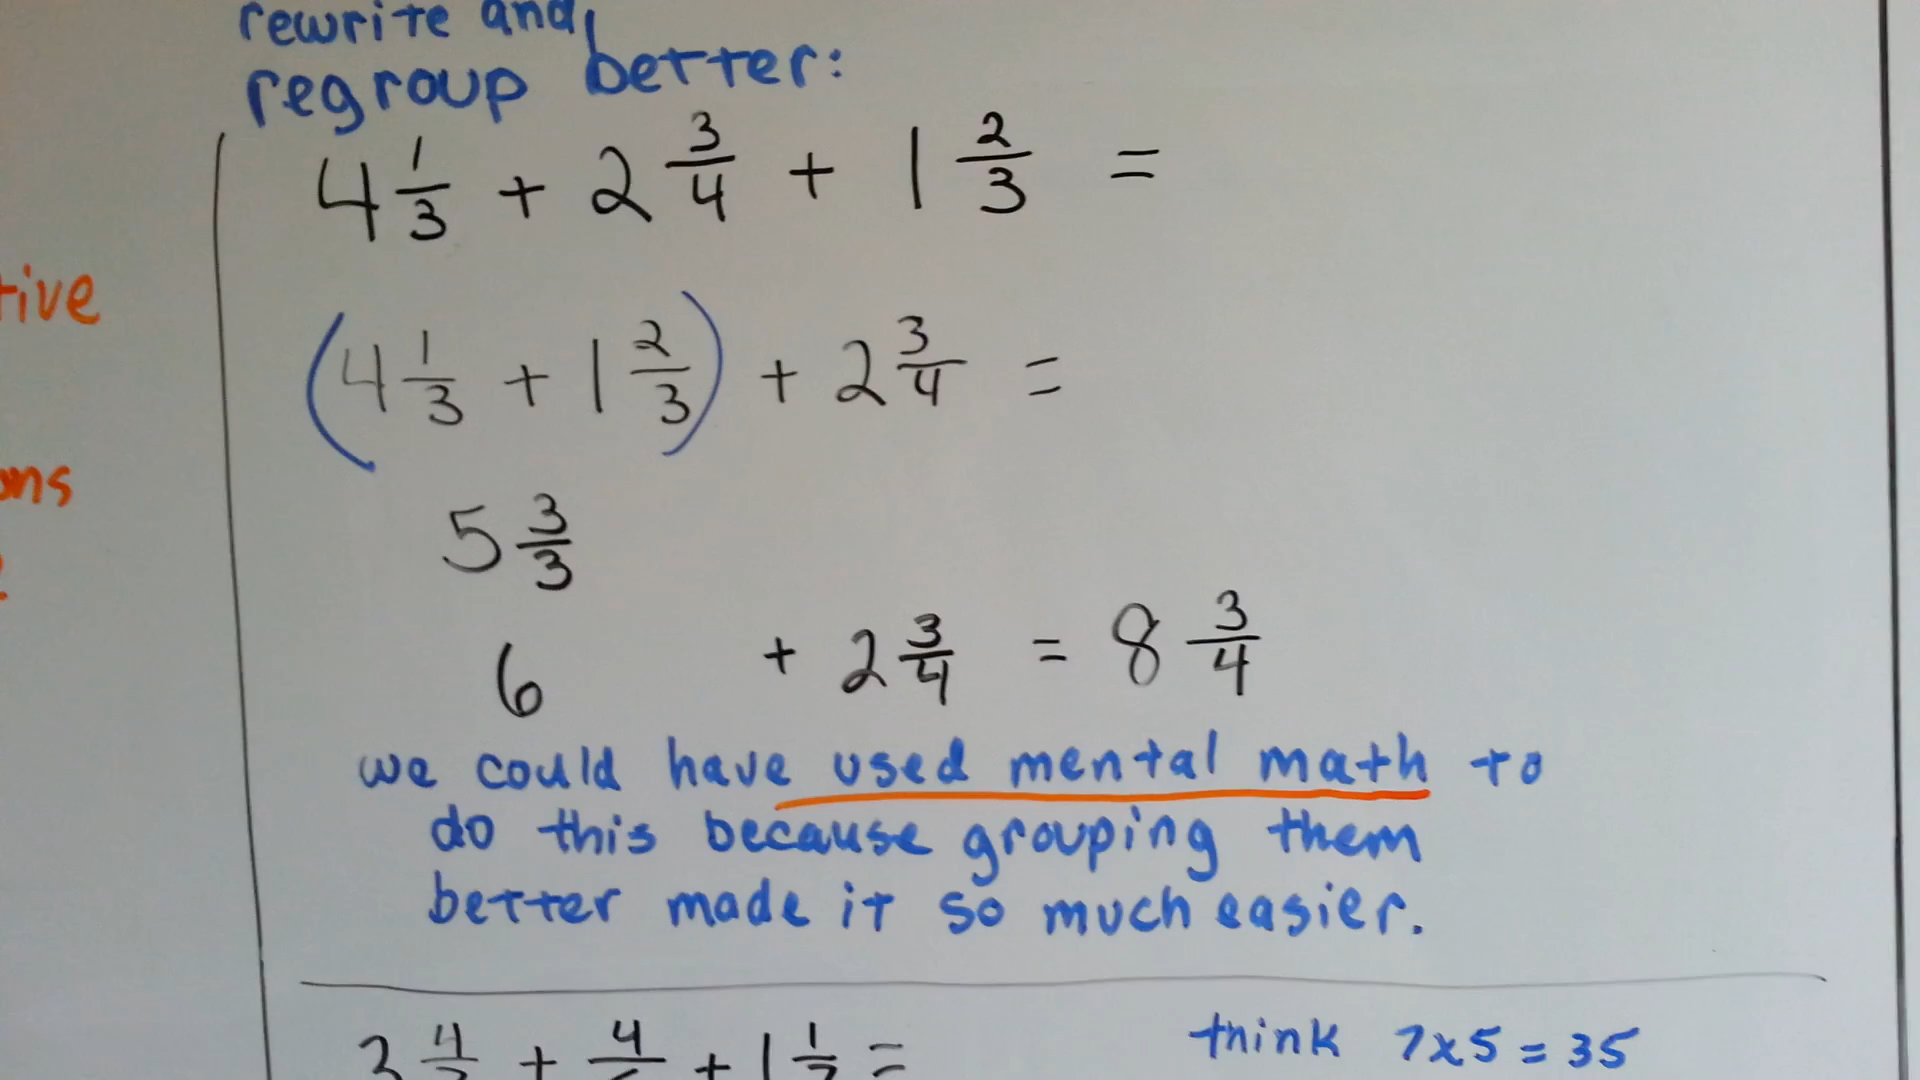 rewrite and
regroup better:
4 1/3 + 2 3/4 + 1 2/3 =
tive
(4 1/3 + 1 2/3) + 2 3/4 =
ons
5 3/3
6 + 2 3/4 = 8 3/4
we could have used mental math to
do this because grouping them
better made it so much easier.
think 7x5=35